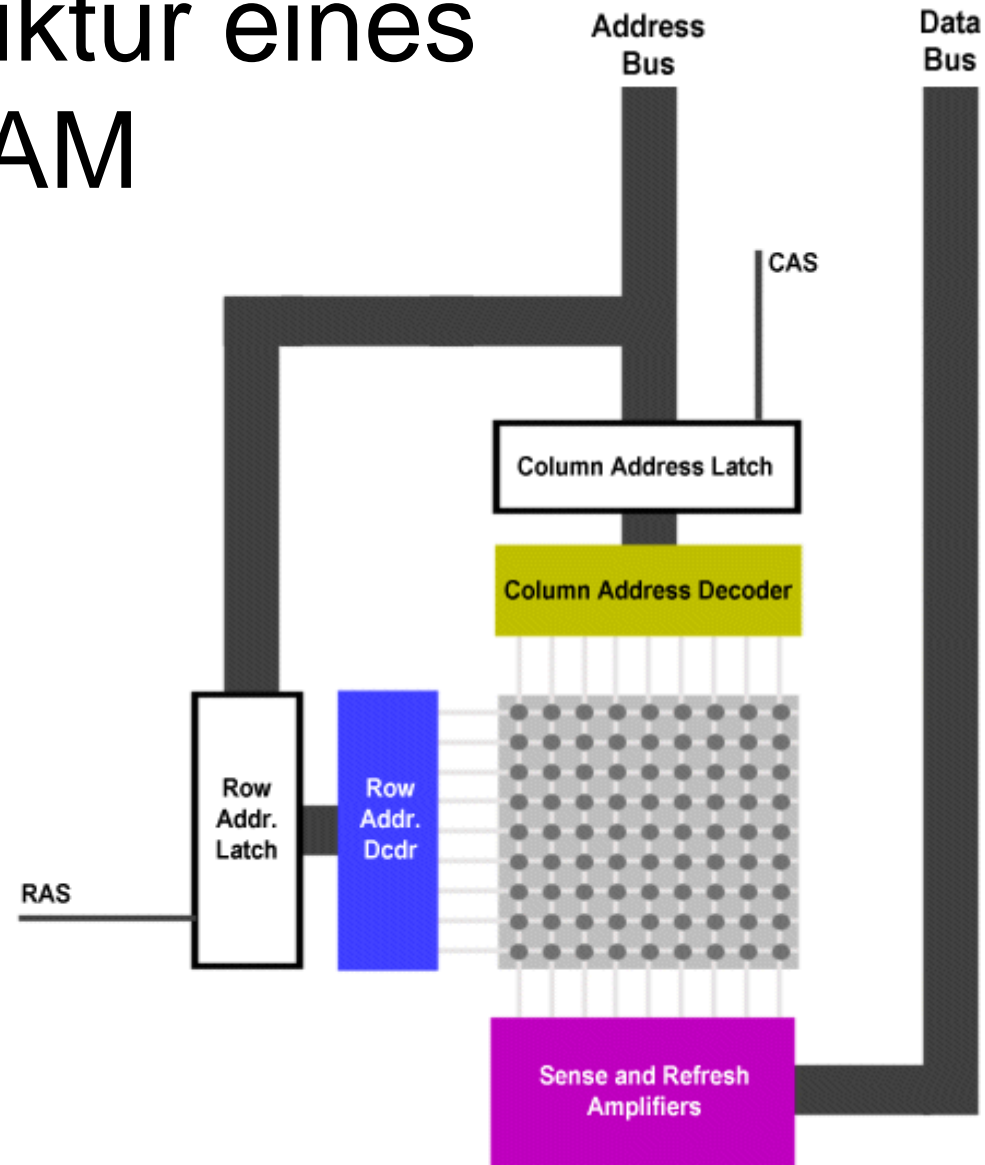 iktur eines
AM
Address
Bus
Data
Bus
CAS
Column Address Latch
Column Address Decoder
Row
Addr.
Latch
Row
Addr.
Dcdr
RAS
Sense and Refresh
Amplifiers